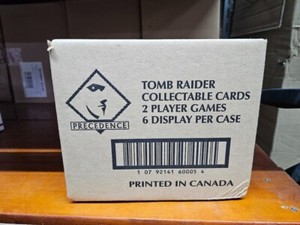 TOMB RAIDER
COLLECTABLE CARDS
2 PLAYER GAMES
6 DISPLAY PER CASE
PRECEDENCE
1 07 92141 60005 4
PRINTED IN CANADA